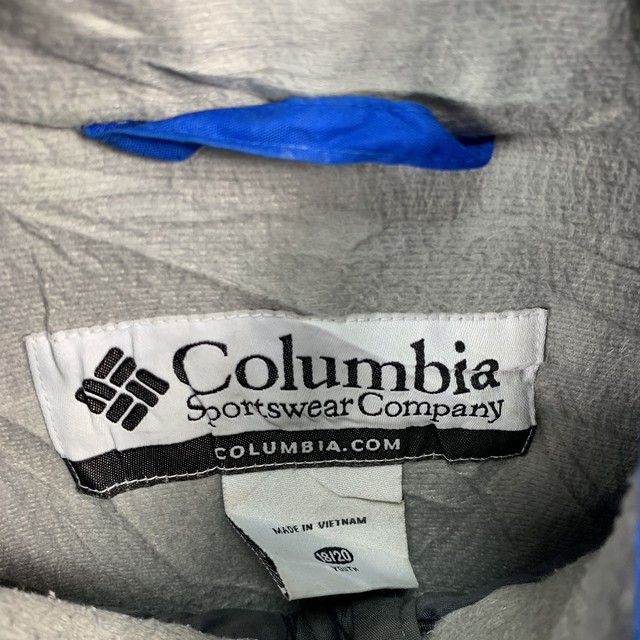 Columbia
Sportswear Company
COLUMBIA.COM
MADE IN VIETNAM
18/20
YOUTH